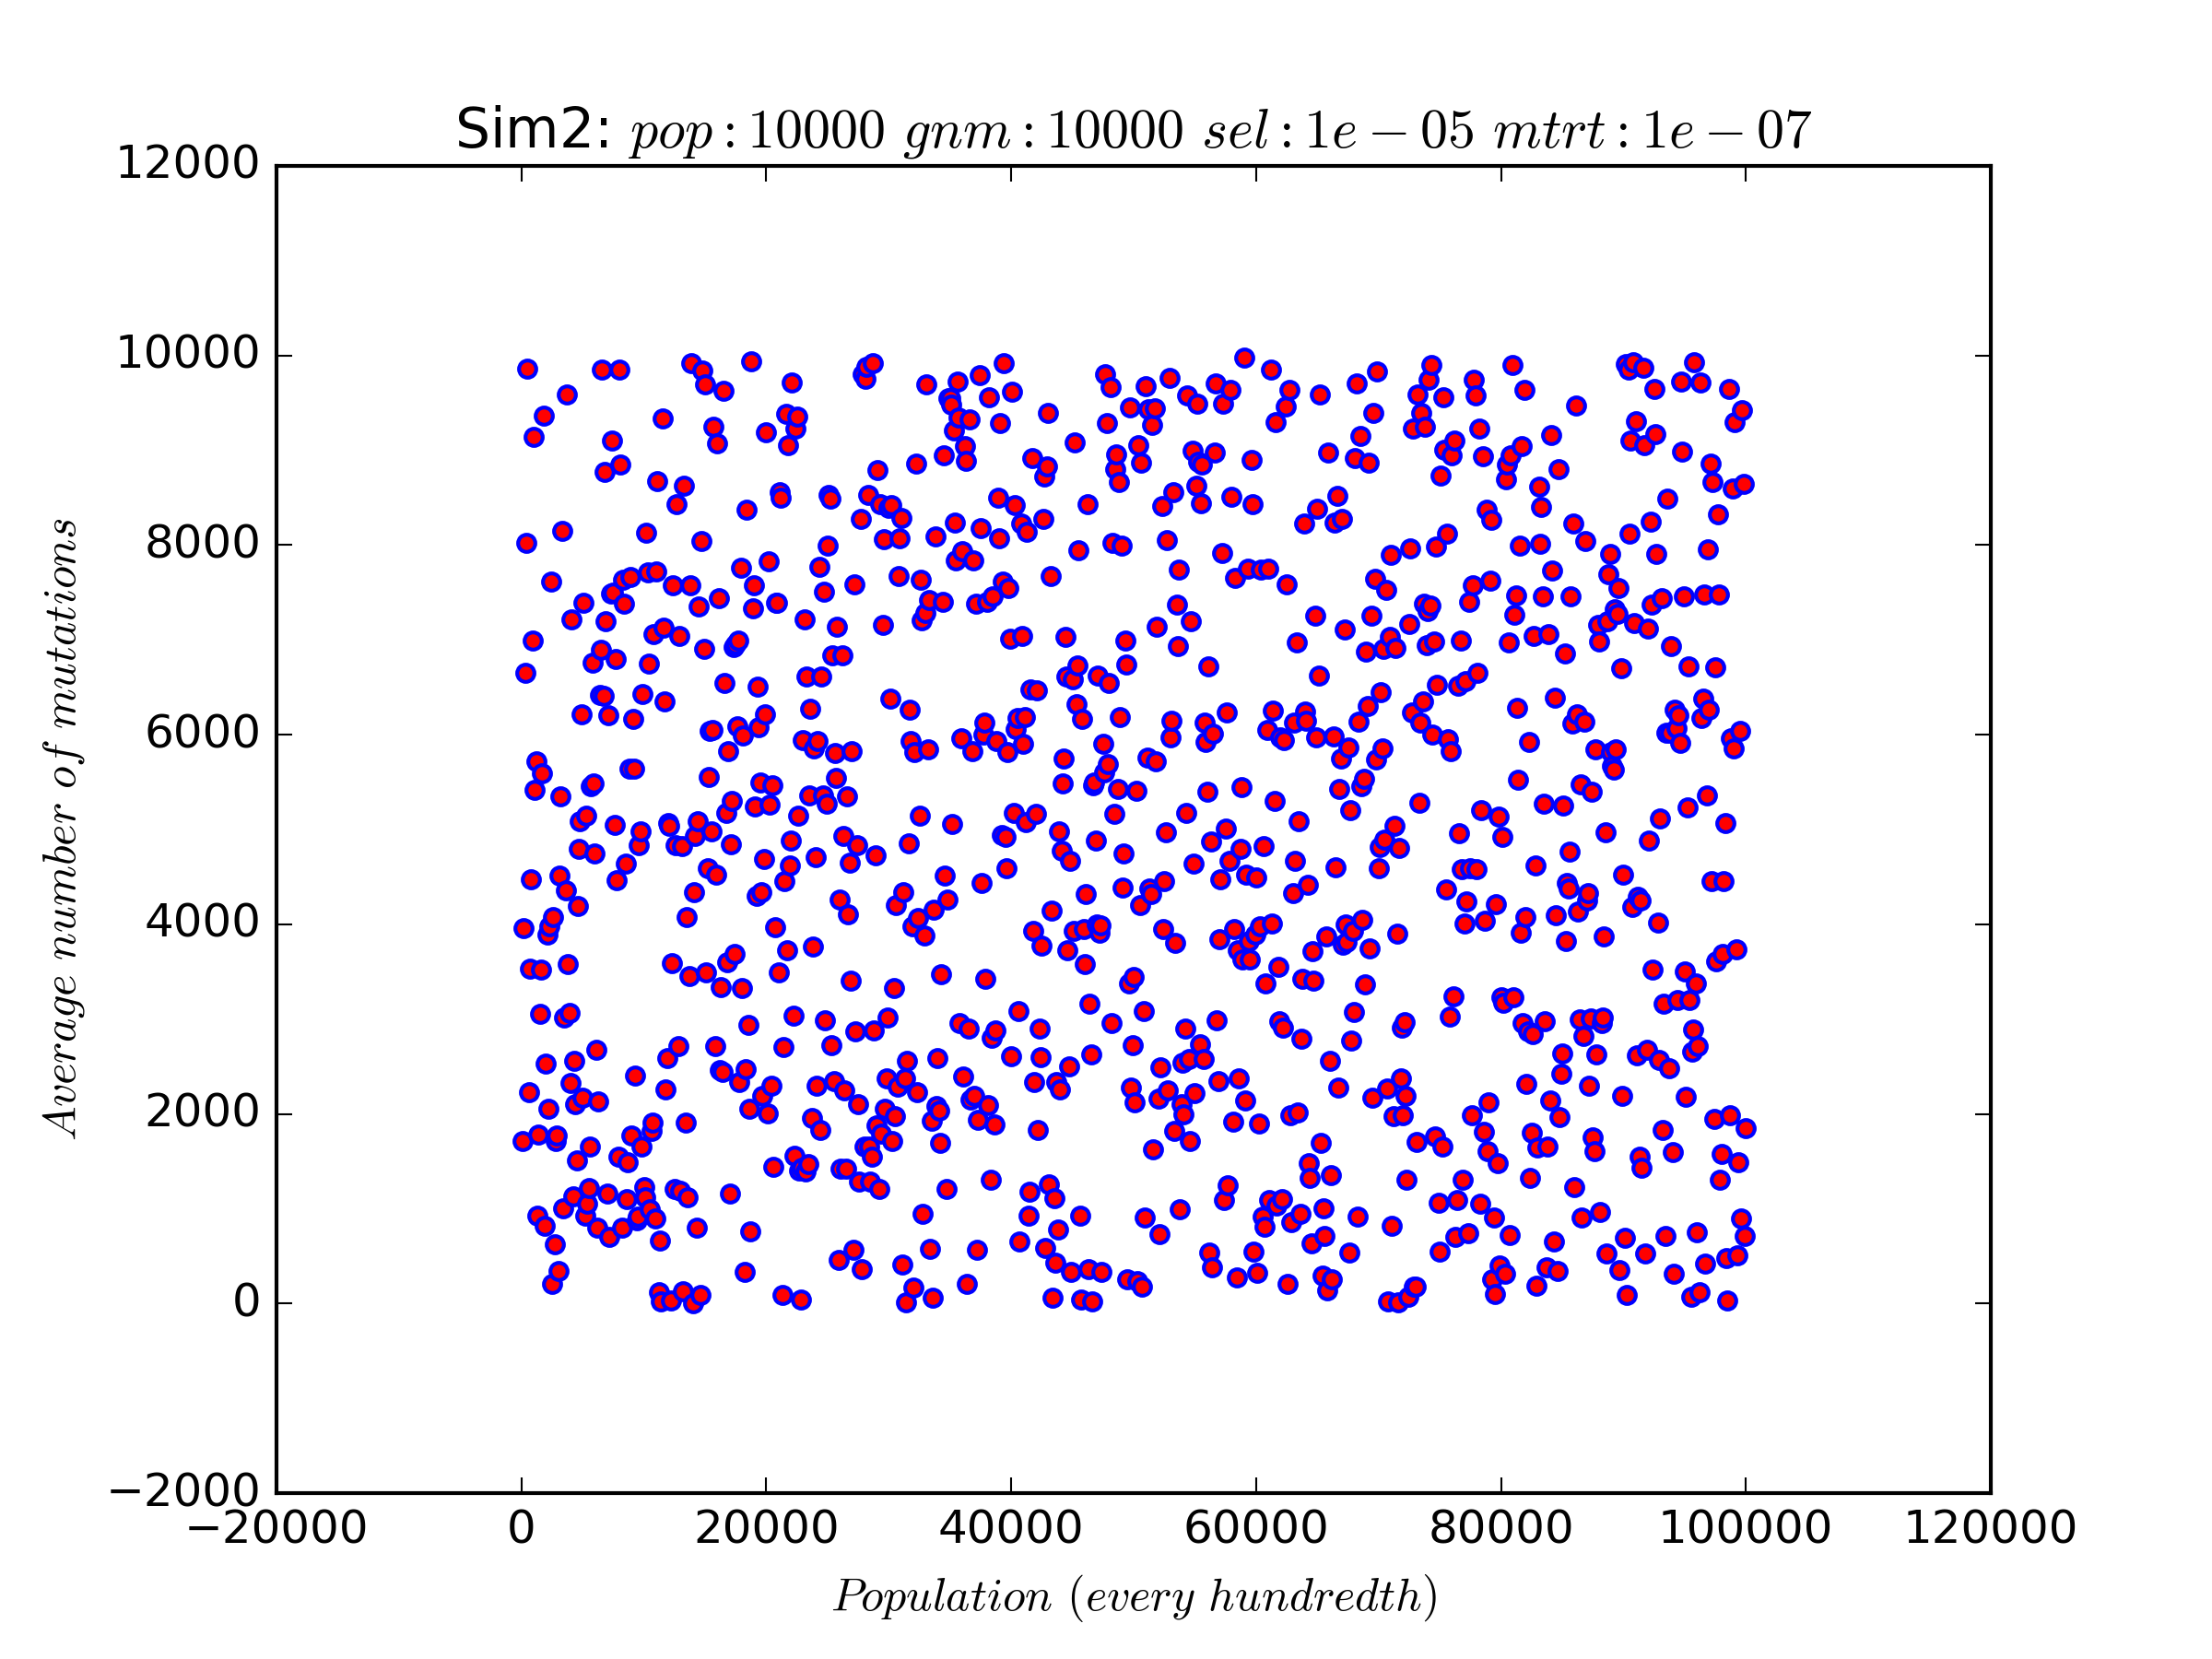 Sim2: pop : 10000 gnm : 10000 sel : 1e − 05 mtrt : 1e − 07
12000
10000
8000
6000
4000
2000
0
−2000
Average number of mutations
−20000 0 20000 40000 60000 80000 100000 120000
Population (every hundredth)